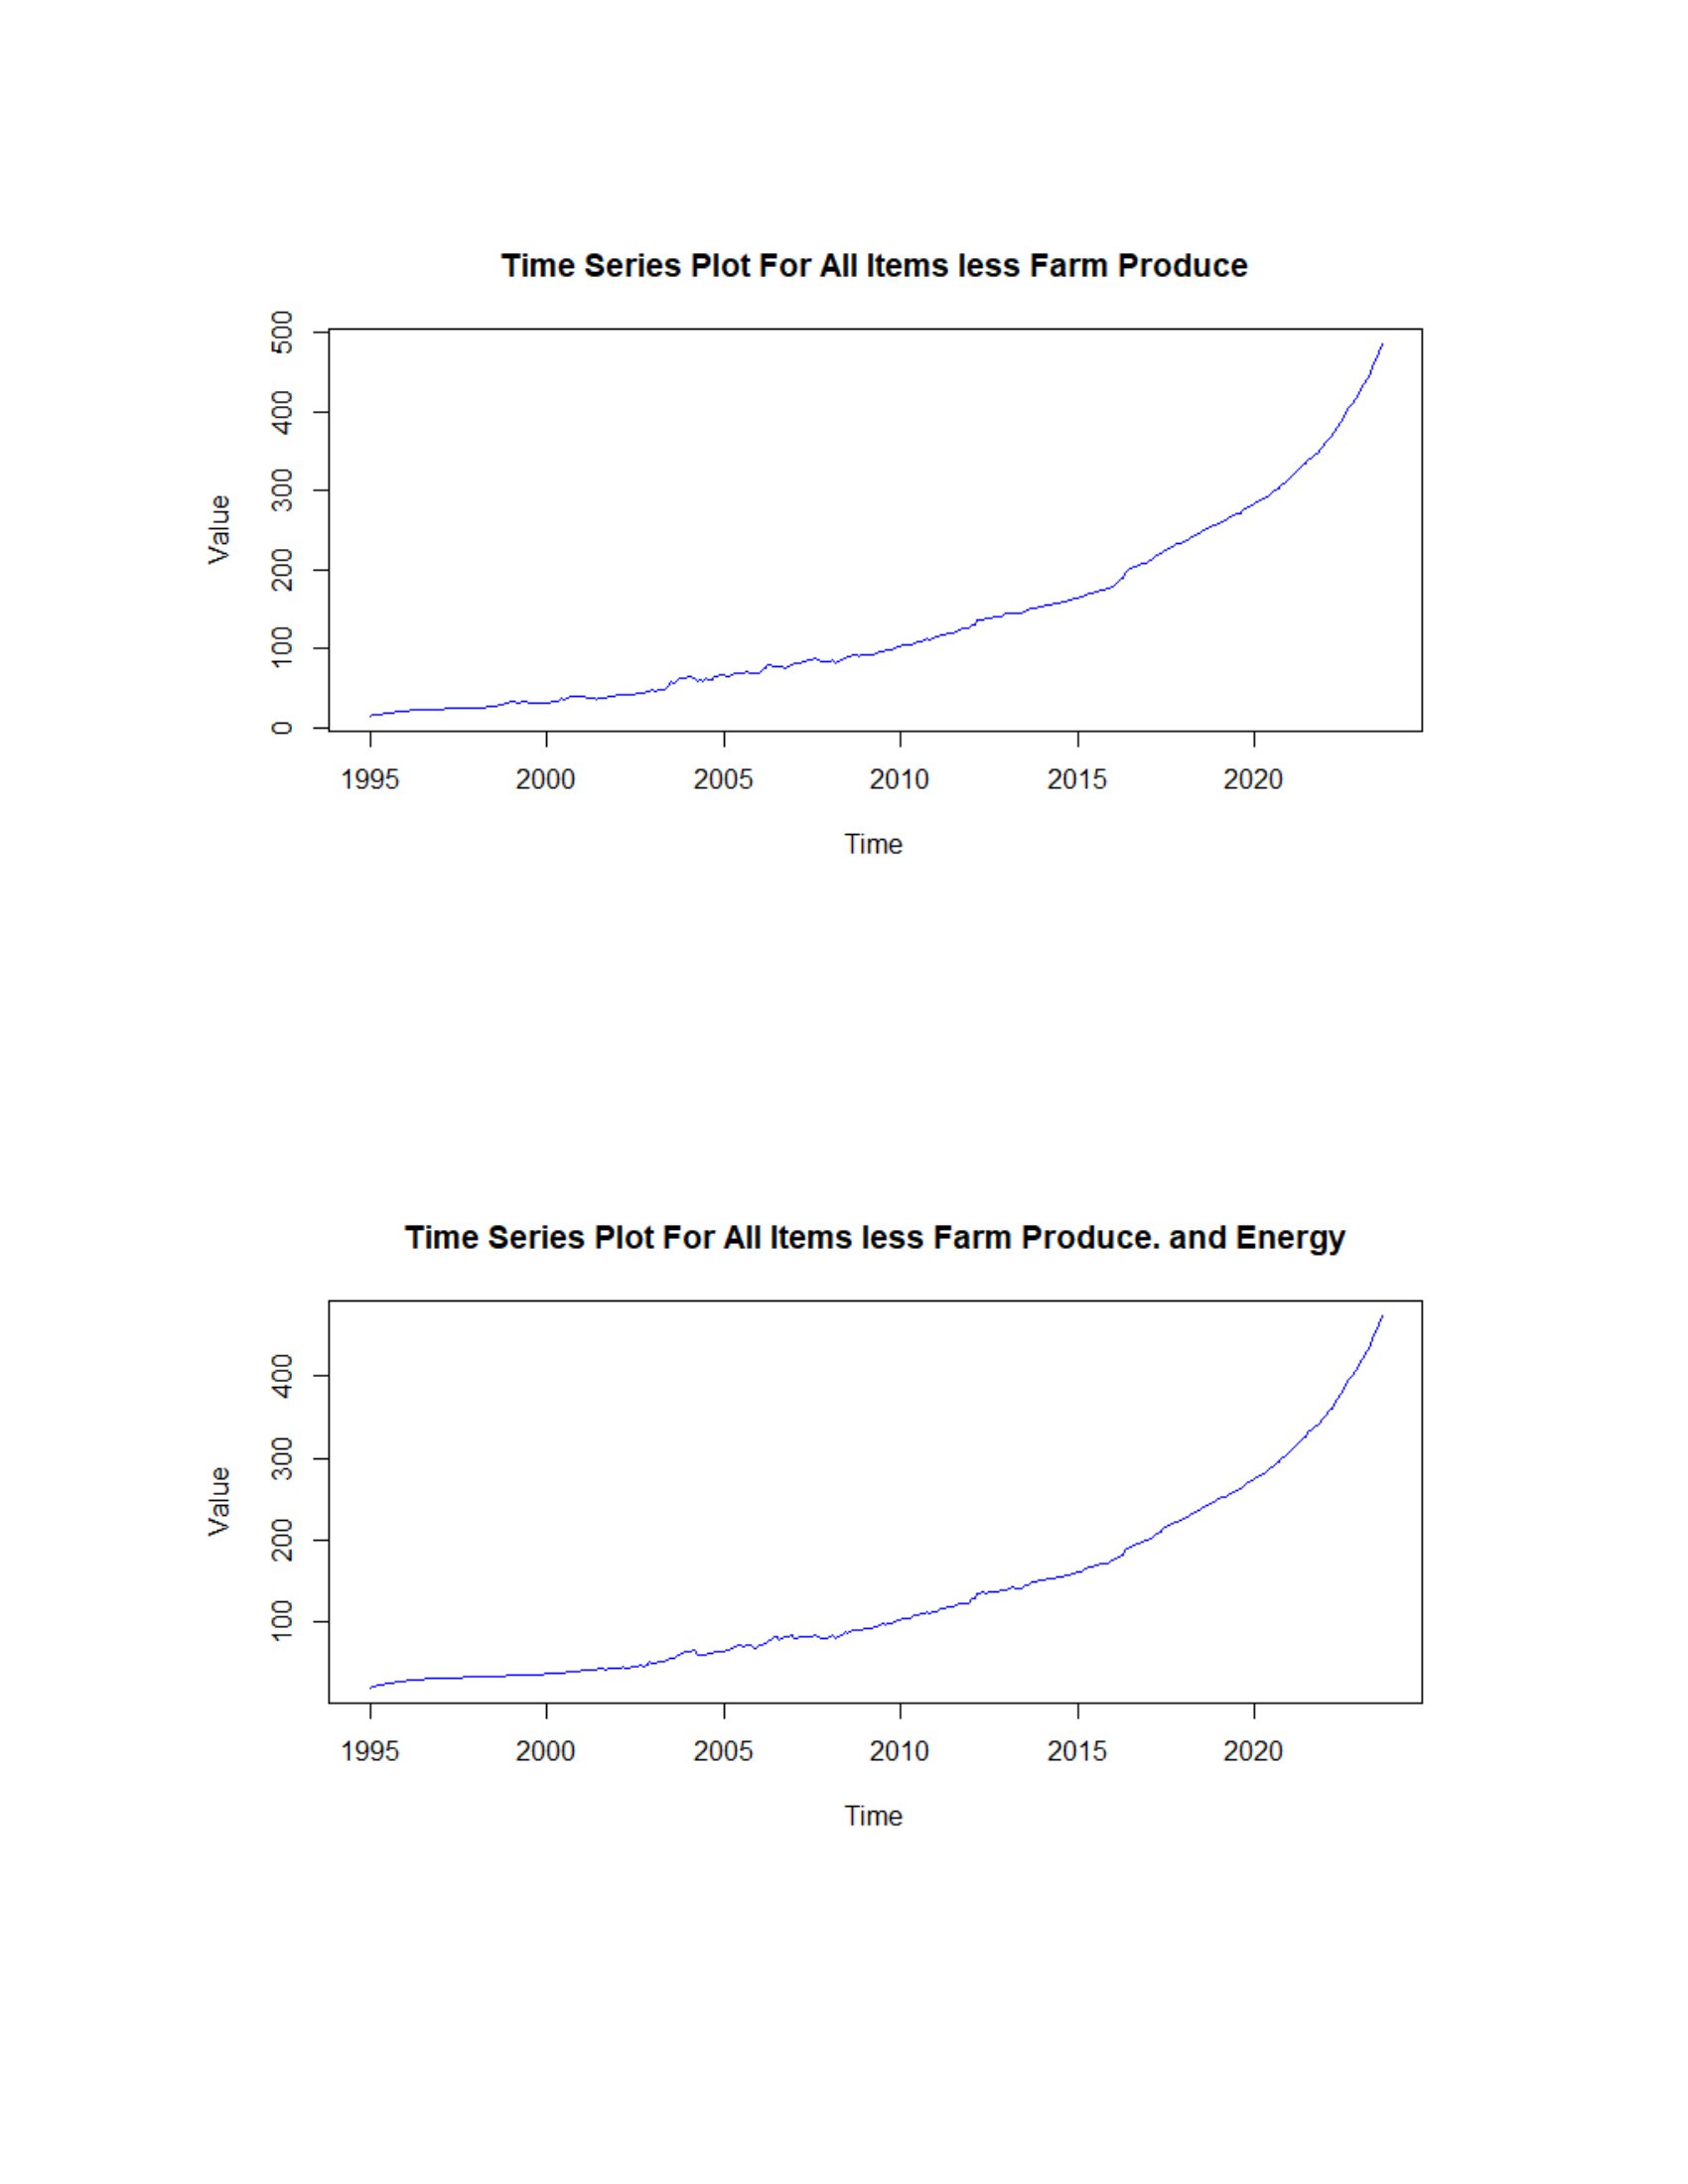 Time Series Plot For All Items less Farm Produce
500
400
300
200
100
0
Value
1995 2000 2005 2010 2015 2020
Time
Time Series Plot For All Items less Farm Produce. and Energy
400
300
200
100
Value
1995 2000 2005 2010 2015 2020
Time